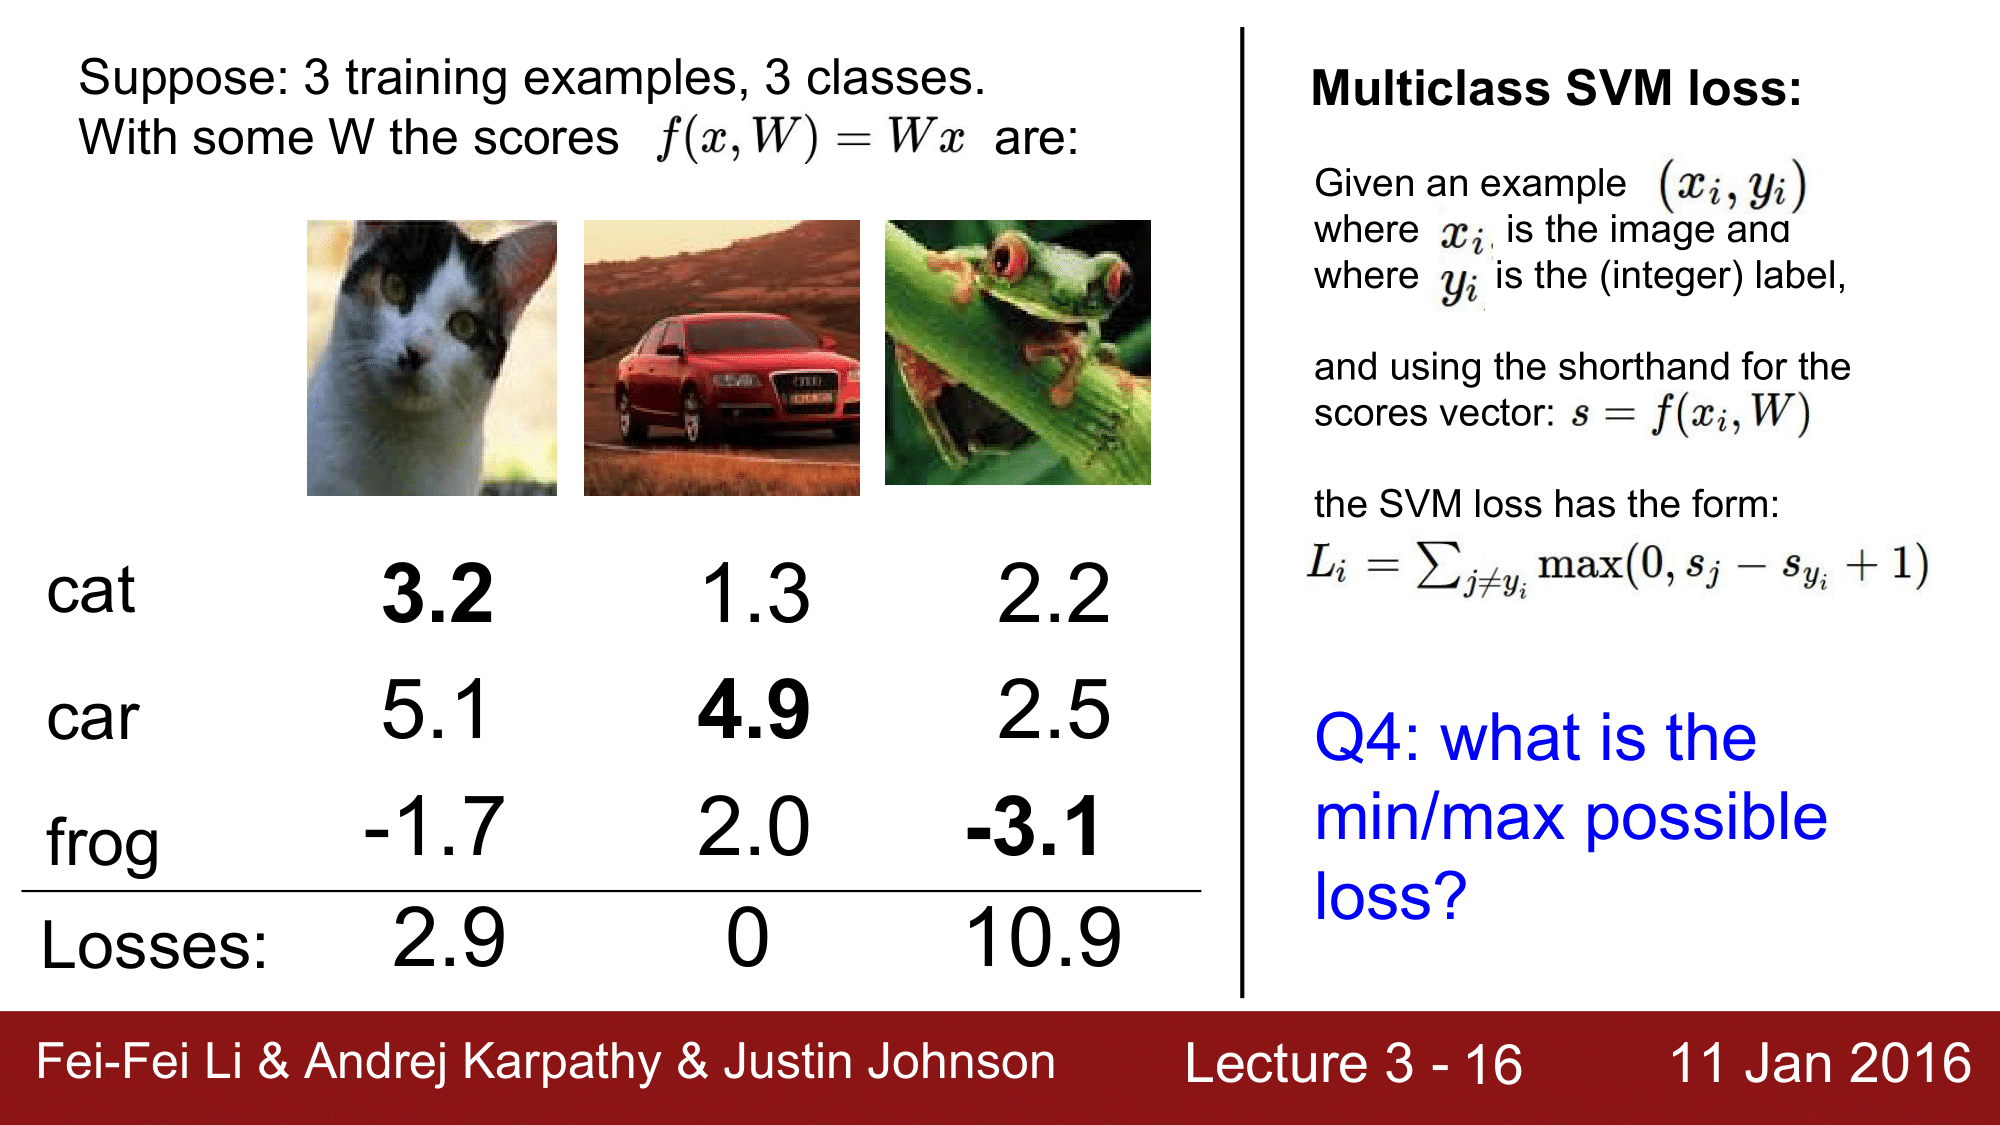 Suppose: 3 training examples, 3 classes.
With some W the scores f(x, W) = Wx are:
cat 3.2 1.3 2.2
car 5.1 4.9 2.5
frog -1.7 2.0 -3.1
Losses: 2.9 0 10.9
Multiclass SVM loss:
Given an example (x_i, y_i)
where x_i is the image and
where y_i is the (integer) label,
and using the shorthand for the
scores vector: s = f(x_i, W)
the SVM loss has the form:
L_i = ∑_{j≠y_i} max(0, s_j − s_{y_i} + 1)
Q4: what is the
min/max possible
loss?
Fei-Fei Li & Andrej Karpathy & Justin Johnson Lecture 3 - 16 11 Jan 2016